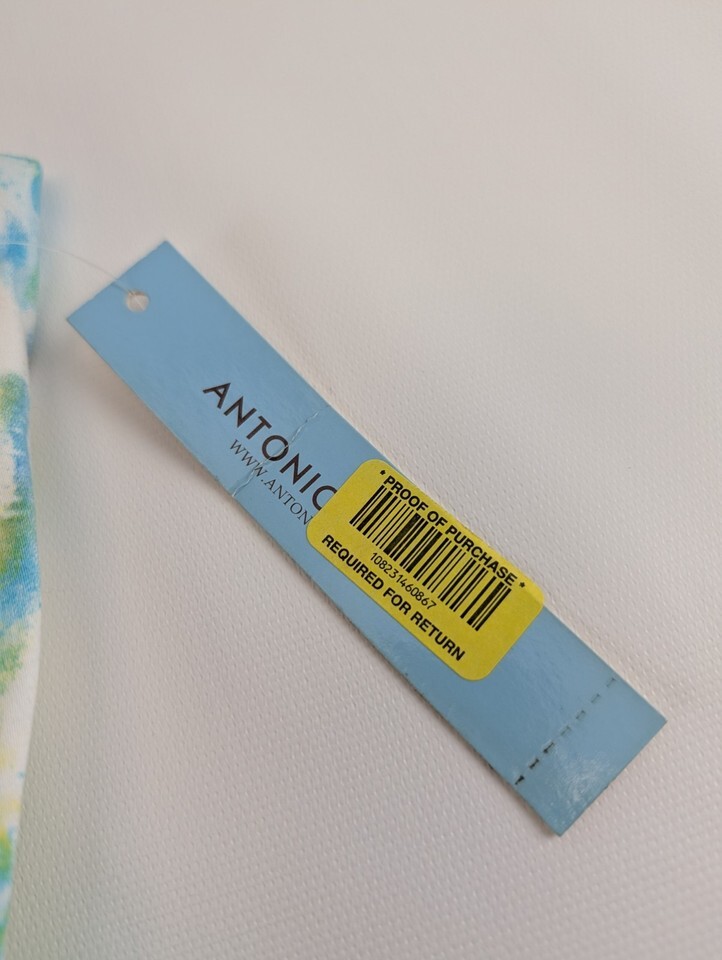 ANTONIO
WWW.ANTON
* PROOF OF PURCHASE *
108231460867
REQUIRED FOR RETURN